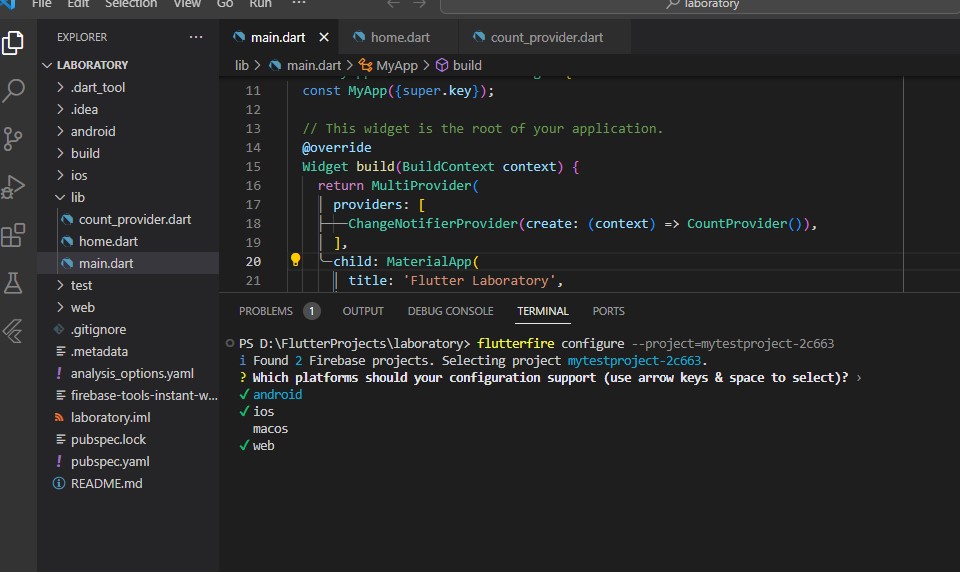 File Edit Selection View Go Run ···
laboratory
EXPLORER
LABORATORY
.dart_tool
.idea
android
build
ios
lib
count_provider.dart
home.dart
main.dart
test
web
.gitignore
.metadata
analysis_options.yaml
firebase-tools-instant-w...
laboratory.iml
pubspec.lock
pubspec.yaml
README.md
main.dart home.dart count_provider.dart
lib > main.dart > MyApp > build
11 const MyApp({super.key});
12
13 // This widget is the root of your application.
14 @override
15 Widget build(BuildContext context) {
16 return MultiProvider(
17 providers: [
18 ChangeNotifierProvider(create: (context) => CountProvider()),
19 ],
20 child: MaterialApp(
21 title: 'Flutter Laboratory',
PROBLEMS 1 OUTPUT DEBUG CONSOLE TERMINAL PORTS
PS D:\FlutterProjects\laboratory> flutterfire configure --project=mytestproject-2c663
i Found 2 Firebase projects. Selecting project mytestproject-2c663.
? Which platforms should your configuration support (use arrow keys & space to select)? ›
✓ android
✓ ios
macos
✓ web